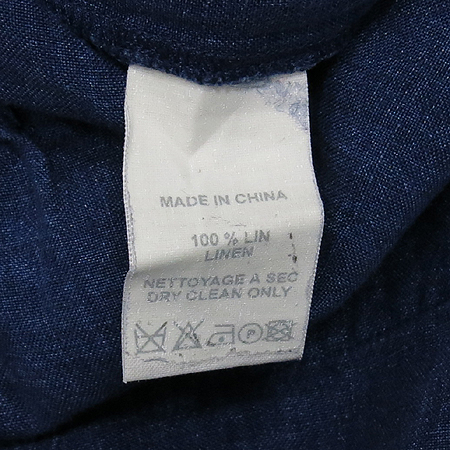 MADE IN CHINA
100 % LIN
LINEN
NETTOYAGE A SEC
DRY CLEAN ONLY
P